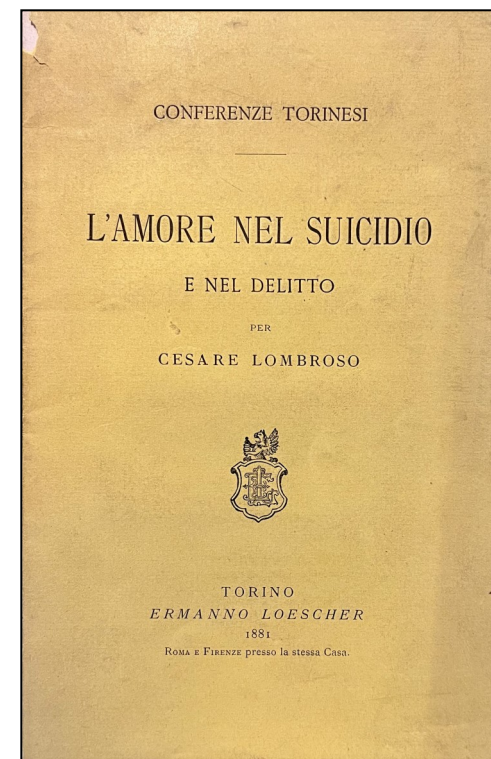 CONFERENZE TORINESI
L'AMORE NEL SUICIDIO
E NEL DELITTO
PER
CESARE LOMBROSO
TORINO
ERMANNO LOESCHER
1881
ROMA E FIRENZE presso la stessa Casa.